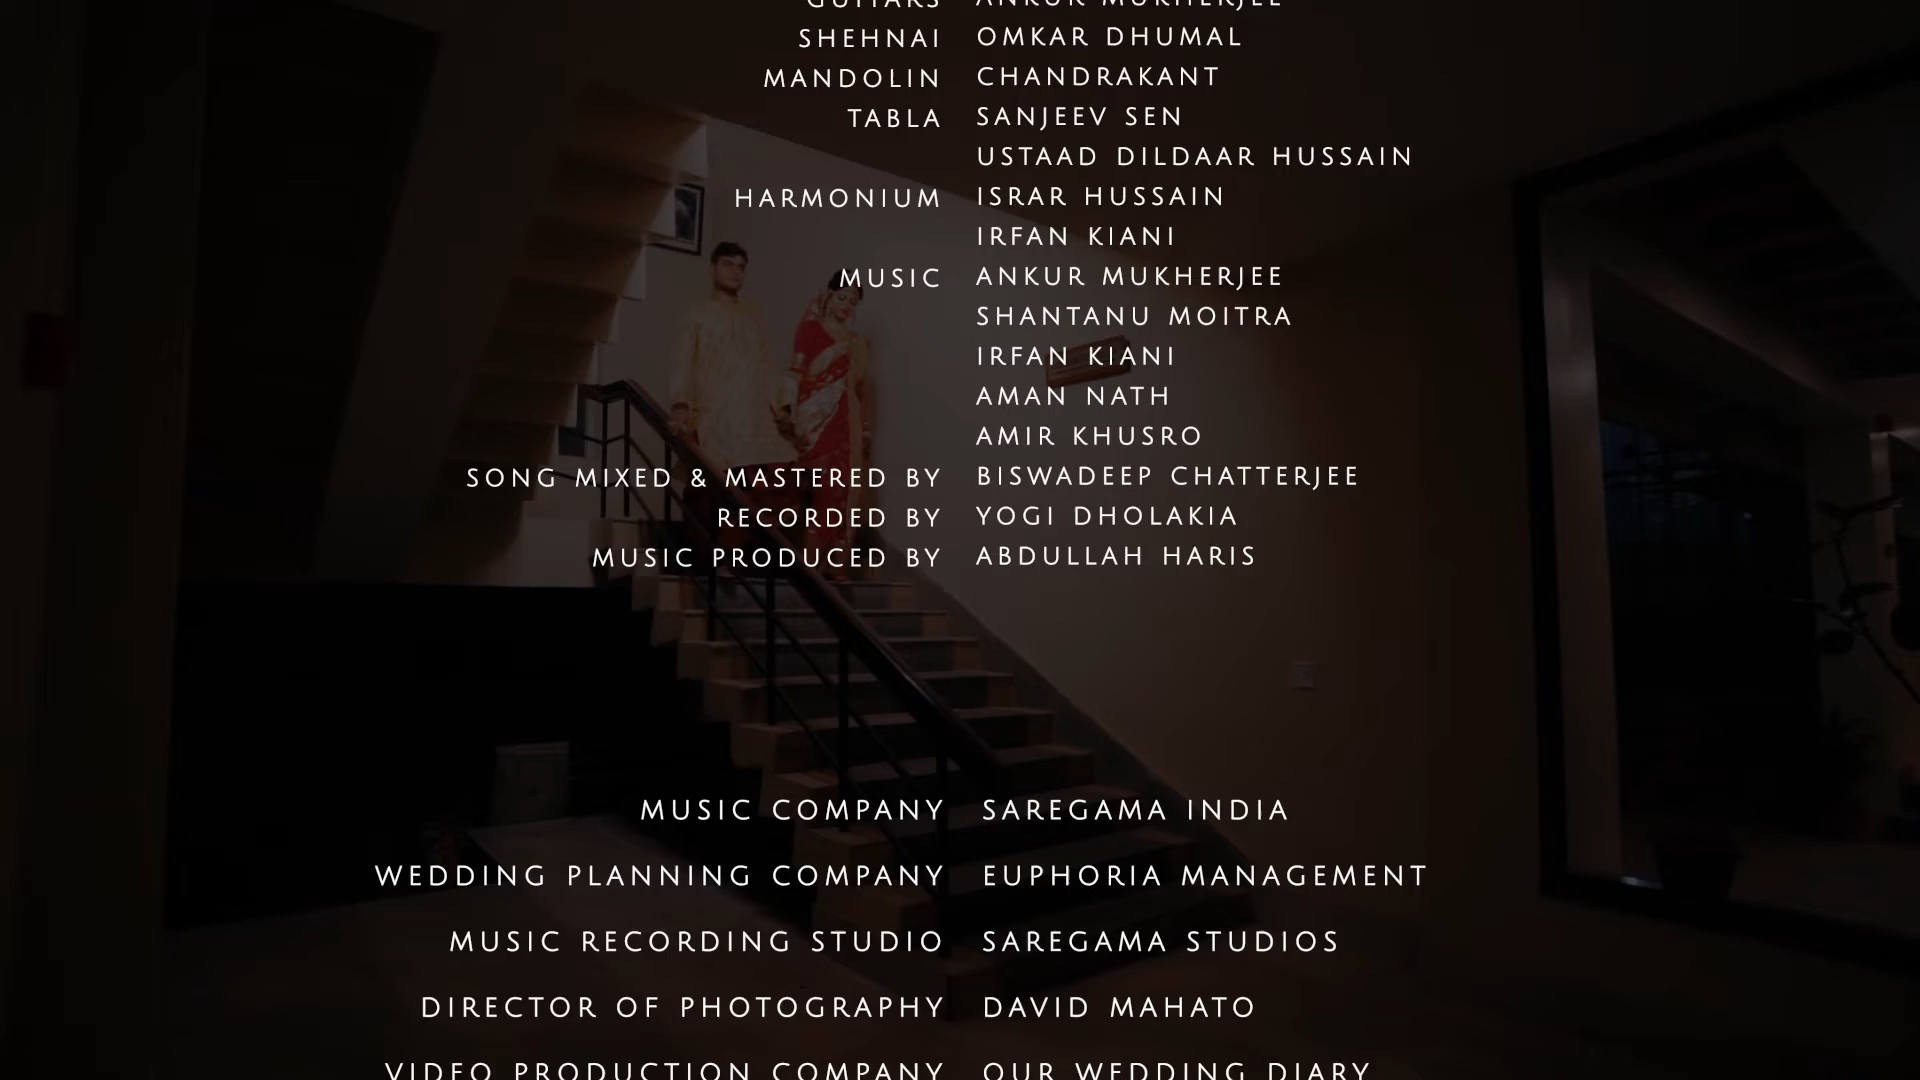 GUITARS ANKUR MUKHERJEE
SHEHNAI OMKAR DHUMAL
MANDOLIN CHANDRAKANT
TABLA SANJEEV SEN
USTAAD DILDAAR HUSSAIN
HARMONIUM ISRAR HUSSAIN
IRFAN KIANI
MUSIC ANKUR MUKHERJEE
SHANTANU MOITRA
IRFAN KIANI
AMAN NATH
AMIR KHUSRO
SONG MIXED & MASTERED BY BISWADEEP CHATTERJEE
RECORDED BY YOGI DHOLAKIA
MUSIC PRODUCED BY ABDULLAH HARIS
MUSIC COMPANY SAREGAMA INDIA
WEDDING PLANNING COMPANY EUPHORIA MANAGEMENT
MUSIC RECORDING STUDIO SAREGAMA STUDIOS
DIRECTOR OF PHOTOGRAPHY DAVID MAHATO
VIDEO PRODUCTION COMPANY OUR WEDDING DIARY